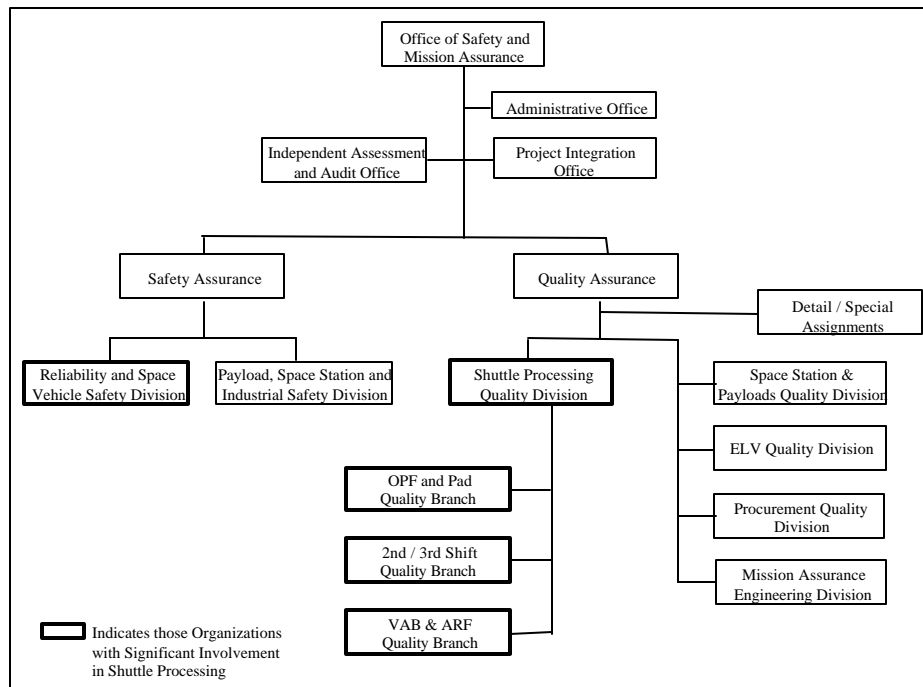 Office of Safety and
Mission Assurance
Administrative Office
Independent Assessment
and Audit Office
Project Integration
Office
Safety Assurance
Quality Assurance
Detail / Special
Assignments
Reliability and Space
Vehicle Safety Division
Payload, Space Station and
Industrial Safety Division
Shuttle Processing
Quality Division
Space Station &
Payloads Quality Division
ELV Quality Division
OPF and Pad
Quality Branch
Procurement Quality
Division
2nd / 3rd Shift
Quality Branch
Mission Assurance
Engineering Division
VAB & ARF
Quality Branch
Indicates those Organizations
with Significant Involvement
in Shuttle Processing